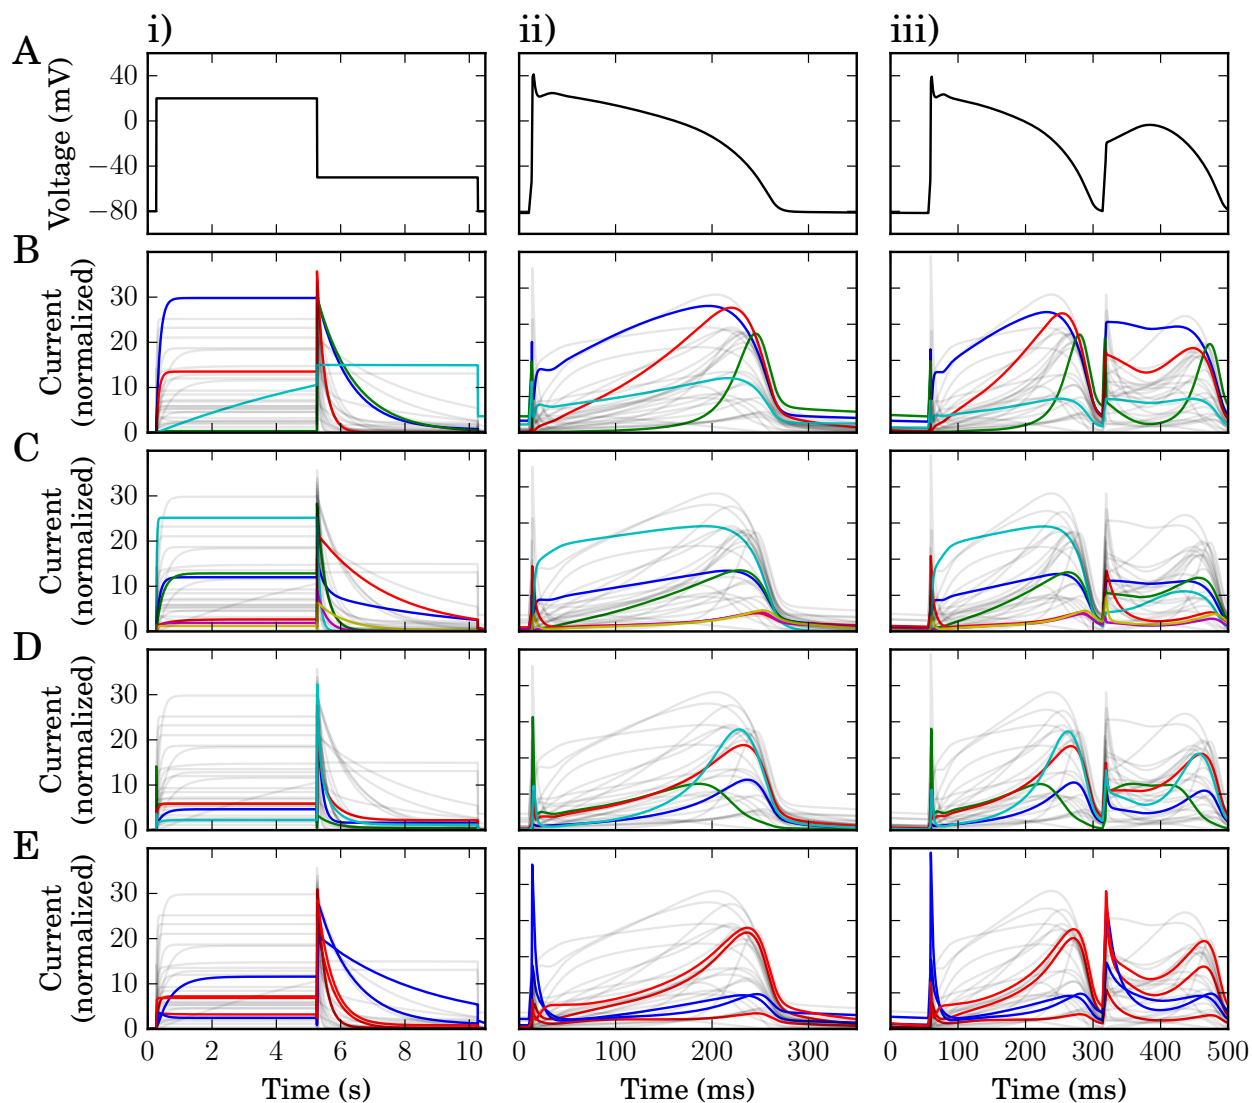 i) ii) iii)
A
Voltage (mV)
40
0
−40
−80
B
Current
(normalized)
30
20
10
0
C
Current
(normalized)
30
20
10
0
D
Current
(normalized)
30
20
10
0
E
Current
(normalized)
30
20
10
0
0 2 4 6 8 10 0 100 200 300 0 100 200 300 400 500
Time (s) Time (ms) Time (ms)